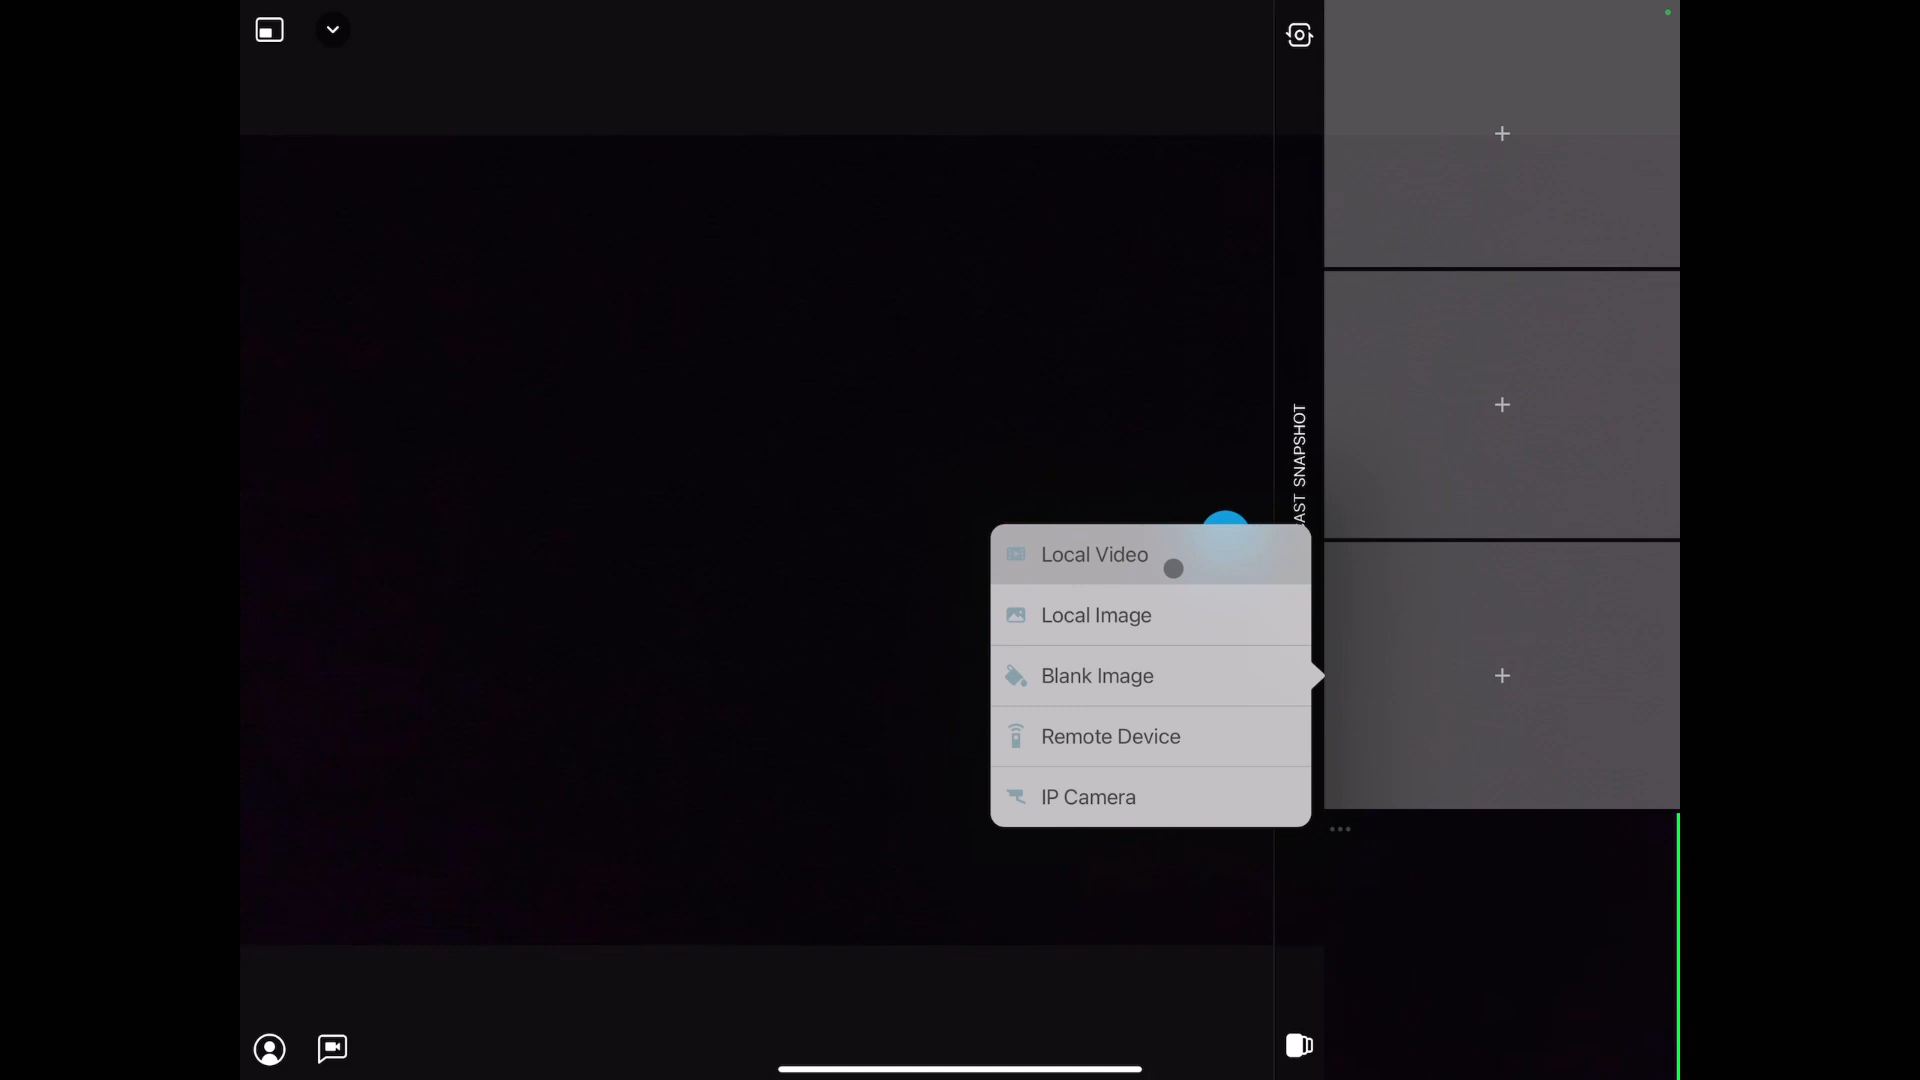 AST SNAPSHOT
Local Video
Local Image
Blank Image
Remote Device
IP Camera